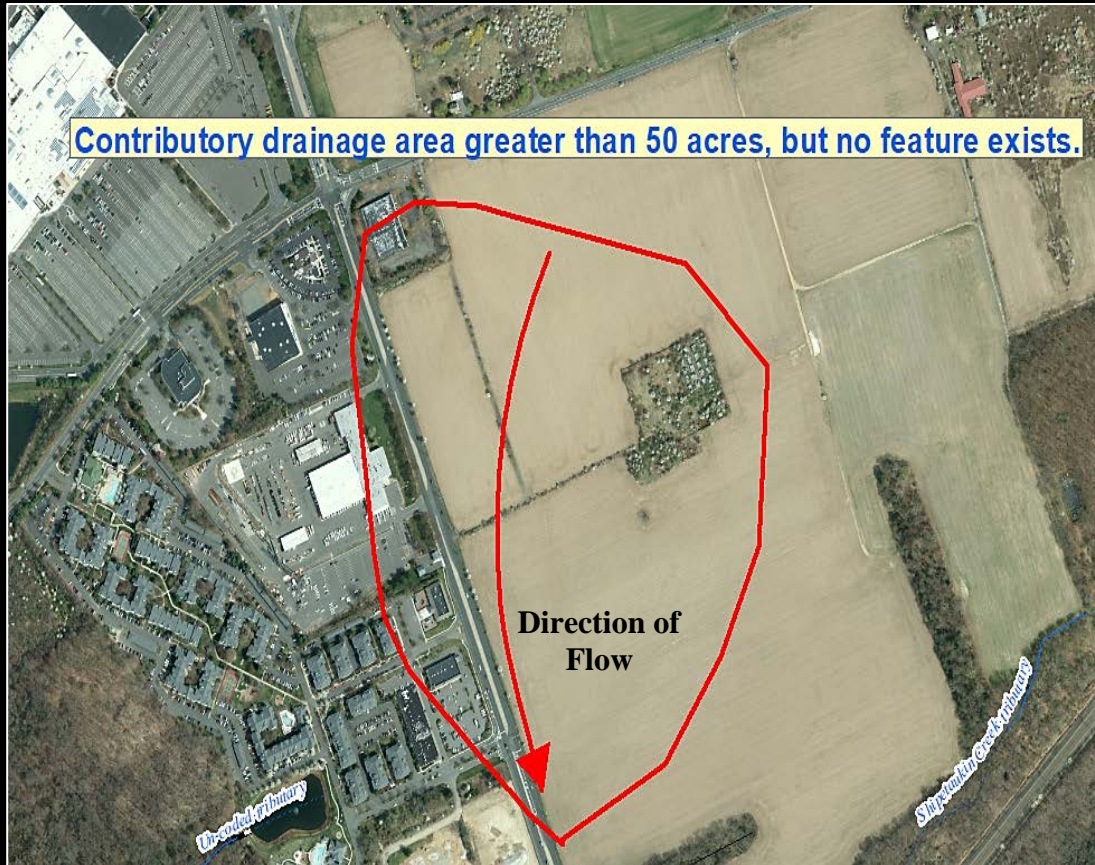 Contributory drainage area greater than 50 acres, but no feature exists.
Direction of
Flow
Shipetaukin Creek tributary
Un-coded tributary